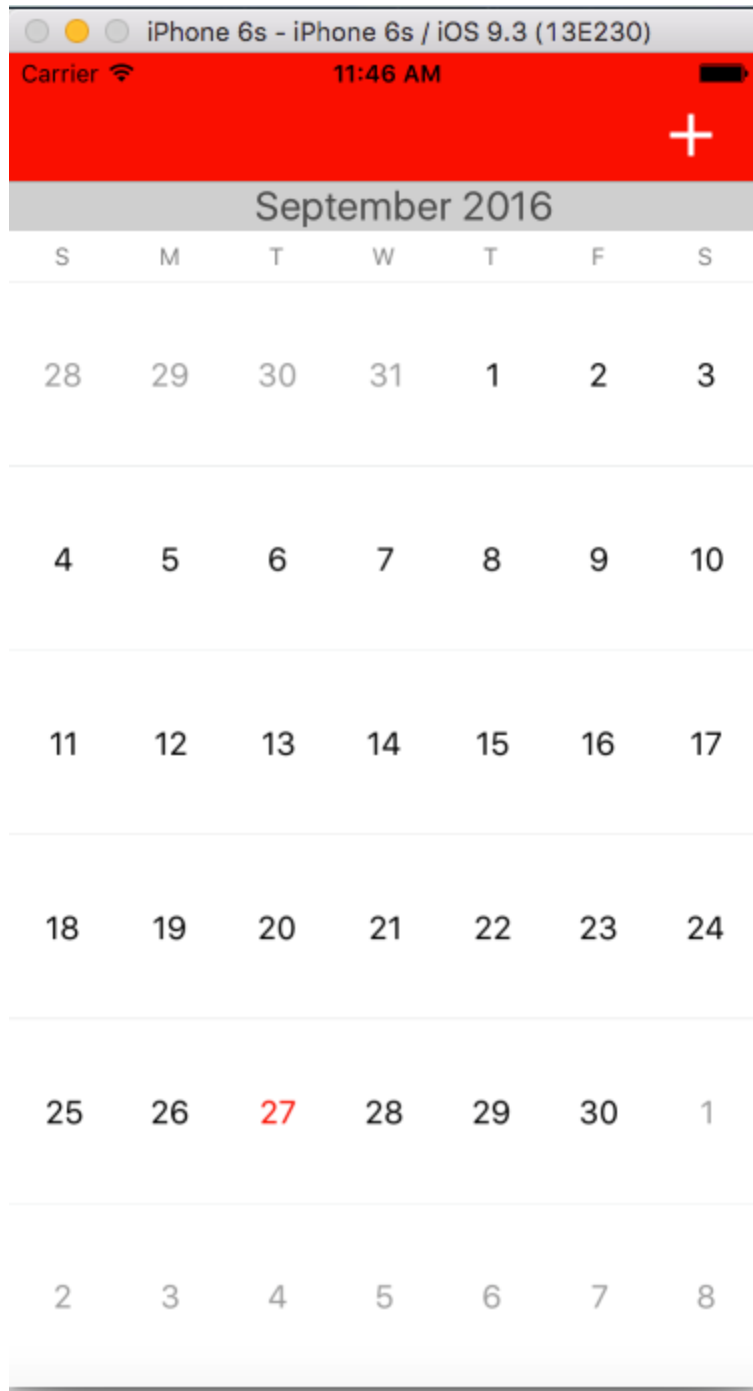 iPhone 6s - iPhone 6s / iOS 9.3 (13E230)
Carrier 11:46 AM
+
September 2016
S M T W T F S
28 29 30 31 1 2 3
4 5 6 7 8 9 10
11 12 13 14 15 16 17
18 19 20 21 22 23 24
25 26 27 28 29 30 1
2 3 4 5 6 7 8